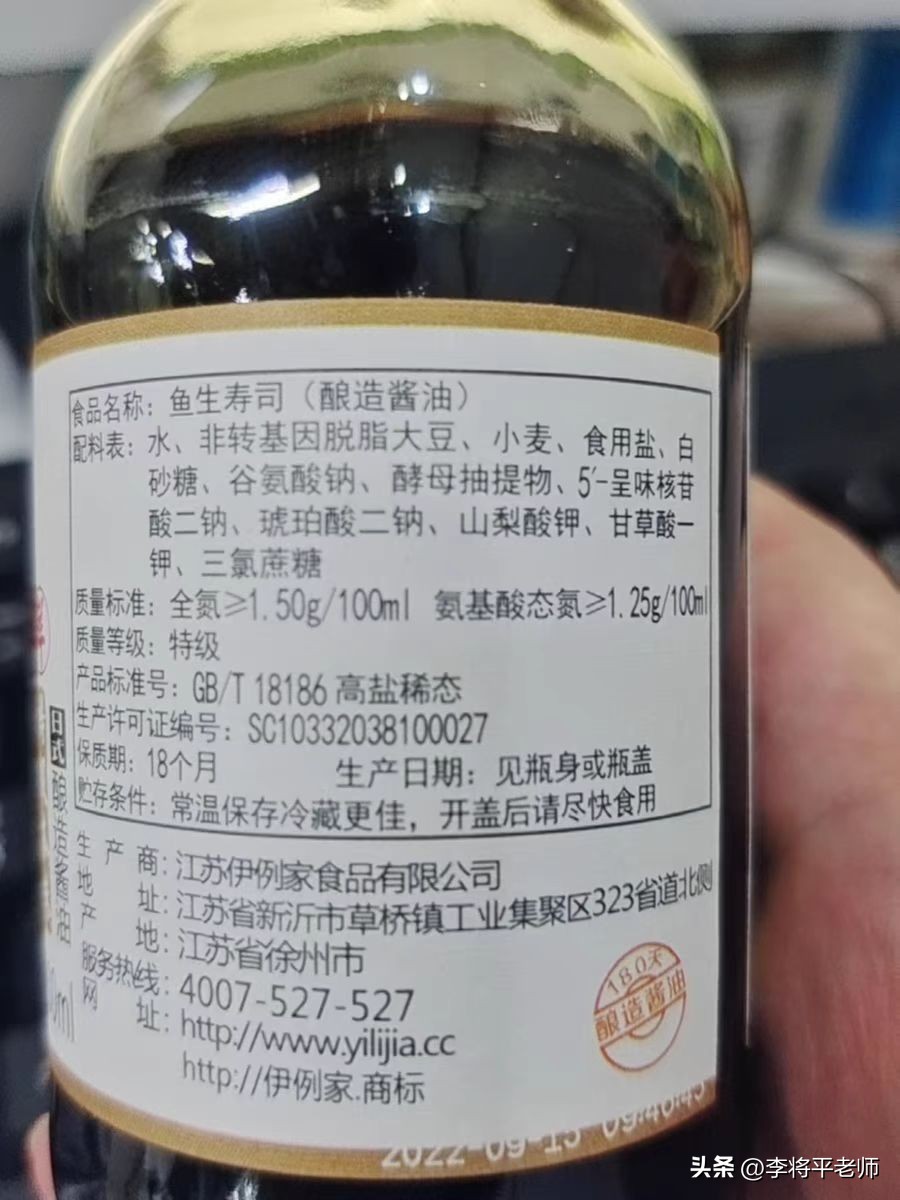 食品名称：鱼生寿司（酿造酱油）
配料表：水、非转基因脱脂大豆、小麦、食用盐、白
砂糖、谷氨酸钠、酵母抽提物、5′-呈味核苷
酸二钠、琥珀酸二钠、山梨酸钾、甘草酸一
钾、三氯蔗糖
质量标准：全氮≥1.50g/100ml 氨基酸态氮≥1.25g/100ml
质量等级：特级
产品标准号：GB/T 18186 高盐稀态
生产许可证编号：SC10332038100027
保质期：18个月 生产日期：见瓶身或瓶盖
贮存条件：常温保存冷藏更佳，开盖后请尽快食用
生产商：江苏伊例家食品有限公司
地址：江苏省新沂市草桥镇工业集聚区323省道北侧
产地：江苏省徐州市
服务热线：4007-527-527
网址：http://www.yilijia.cc
http://伊例家.商标
日式
酿造酱油
ml
180天
酿造酱油
2022-09-15 09:46:45
头条 @李将平老师